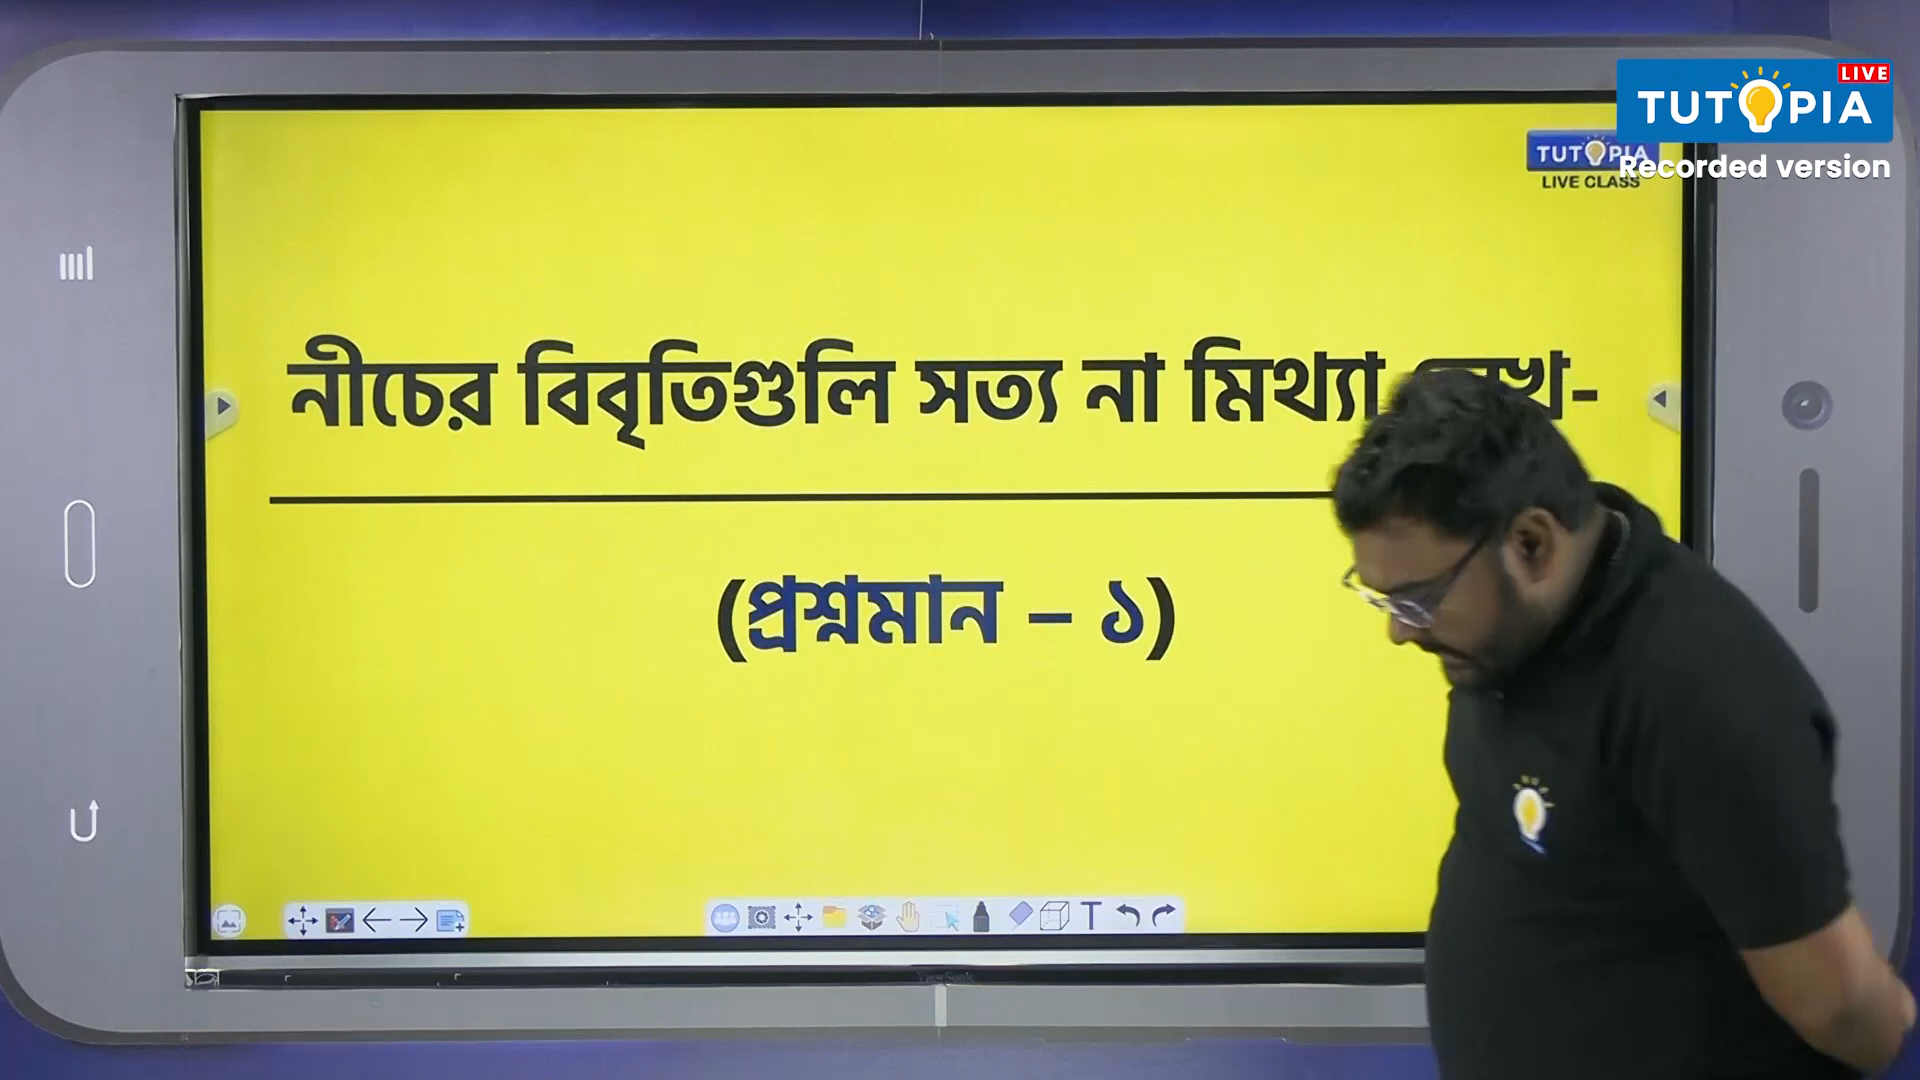 LIVE
TUTOPIA
Recorded version
TUTOPIA
LIVE CLASS
নীচের বিবৃতিগুলি সত্য না মিথ্যা
(প্রশ্নমান – ১)
T